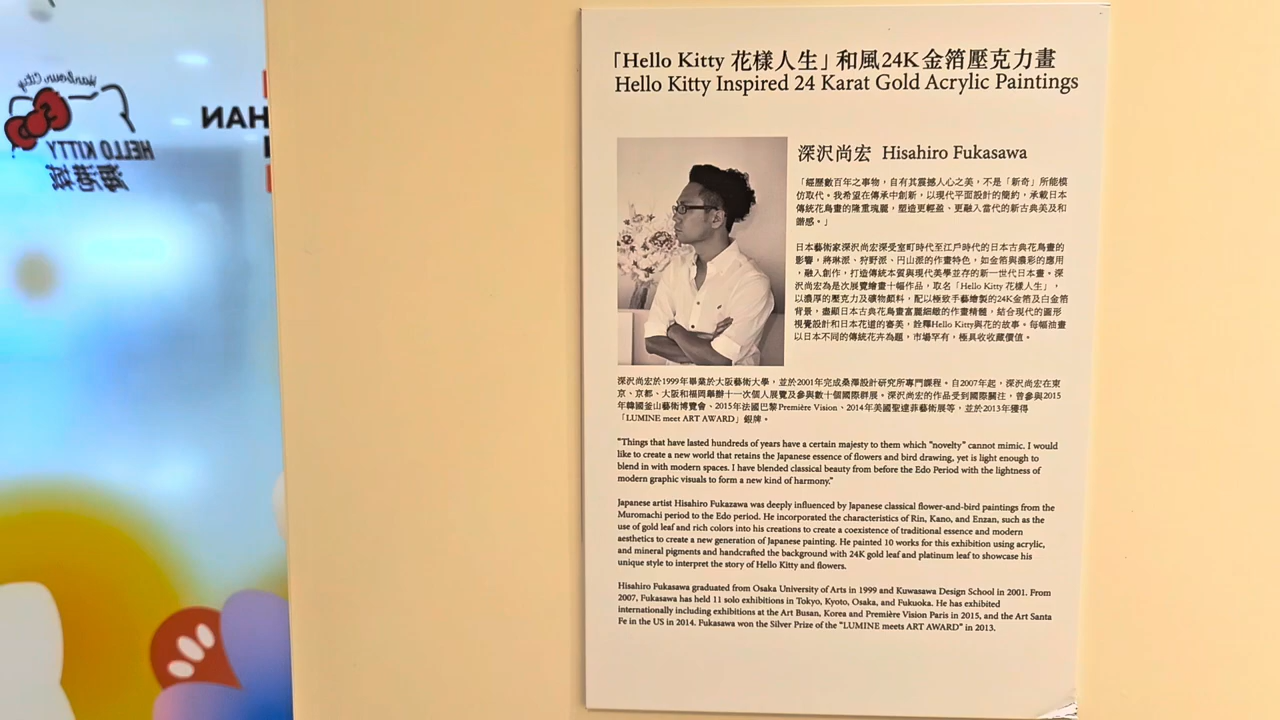 Harbour City
HELLO KITTY
海港城
HAN
「Hello Kitty 花樣人生」和風24K金箔壓克力畫
Hello Kitty Inspired 24 Karat Gold Acrylic Paintings
深沢尚宏 Hisahiro Fukasawa
「經歷數百年之事物，自有其震撼人心之美，不是「新奇」所能模
仿取代。我希望在傳承中創新，以現代平面設計的簡約，承載日本
傳統花鳥畫的隆重瑰麗，塑造更輕盈、更融入當代的新古典美及和
諧感。」
日本藝術家深沢尚宏深受室町時代至江戶時代的日本古典花鳥畫的
影響，將琳派、狩野派、円山派的作畫特色，如金箔與濃彩的應用
，融入創作，打造傳統本質與現代美學並存的新一世代日本畫。深
沢尚宏為是次展覽繪畫十幅作品，取名「Hello Kitty 花樣人生」，
以濃厚的壓克力及礦物顏料，配以極致手藝繪製的24K金箔及白金箔
背景，盡顯日本古典花鳥畫富麗細緻的作畫精髓，結合現代的圖形
視覺設計和日本花道的審美，詮釋Hello Kitty與花的故事。每幅油畫
以日本不同的傳統花卉為題，市場罕有，極具收收藏價值。
深沢尚宏於1999年畢業於大阪藝術大學，並於2001年完成桑澤設計研究所專門課程。自2007年起，深沢尚宏在東
京、京都、大阪和福岡舉辦十一次個人展覽及參與數十個國際群展。深沢尚宏的作品受到國際關注，曾參與2015
年韓國釜山藝術博覽會、2015年法國巴黎Première Vision、2014年美國聖達菲藝術展等，並於2013年獲得
「LUMINE meet ART AWARD」銀牌。
"Things that have lasted hundreds of years have a certain majesty to them which "novelty" cannot mimic. I would
like to create a new world that retains the Japanese essence of flowers and bird drawing, yet is light enough to
blend in with modern spaces. I have blended classical beauty from before the Edo Period with the lightness of
modern graphic visuals to form a new kind of harmony."
Japanese artist Hisahiro Fukazawa was deeply influenced by Japanese classical flower-and-bird paintings from the
Muromachi period to the Edo period. He incorporated the characteristics of Rin, Kano, and Enzan, such as the
use of gold leaf and rich colors into his creations to create a coexistence of traditional essence and modern
aesthetics to create a new generation of Japanese painting. He painted 10 works for this exhibition using acrylic,
and mineral pigments and handcrafted the background with 24K gold leaf and platinum leaf to showcase his
unique style to interpret the story of Hello Kitty and flowers.
Hisahiro Fukasawa graduated from Osaka University of Arts in 1999 and Kuwasawa Design School in 2001. From
2007, Fukasawa has held 11 solo exhibitions in Tokyo, Kyoto, Osaka, and Fukuoka. He has exhibited
internationally including exhibitions at the Art Busan, Korea and Première Vision Paris in 2015, and the Art Santa
Fe in the US in 2014. Fukasawa won the Silver Prize of the "LUMINE meets ART AWARD" in 2013.